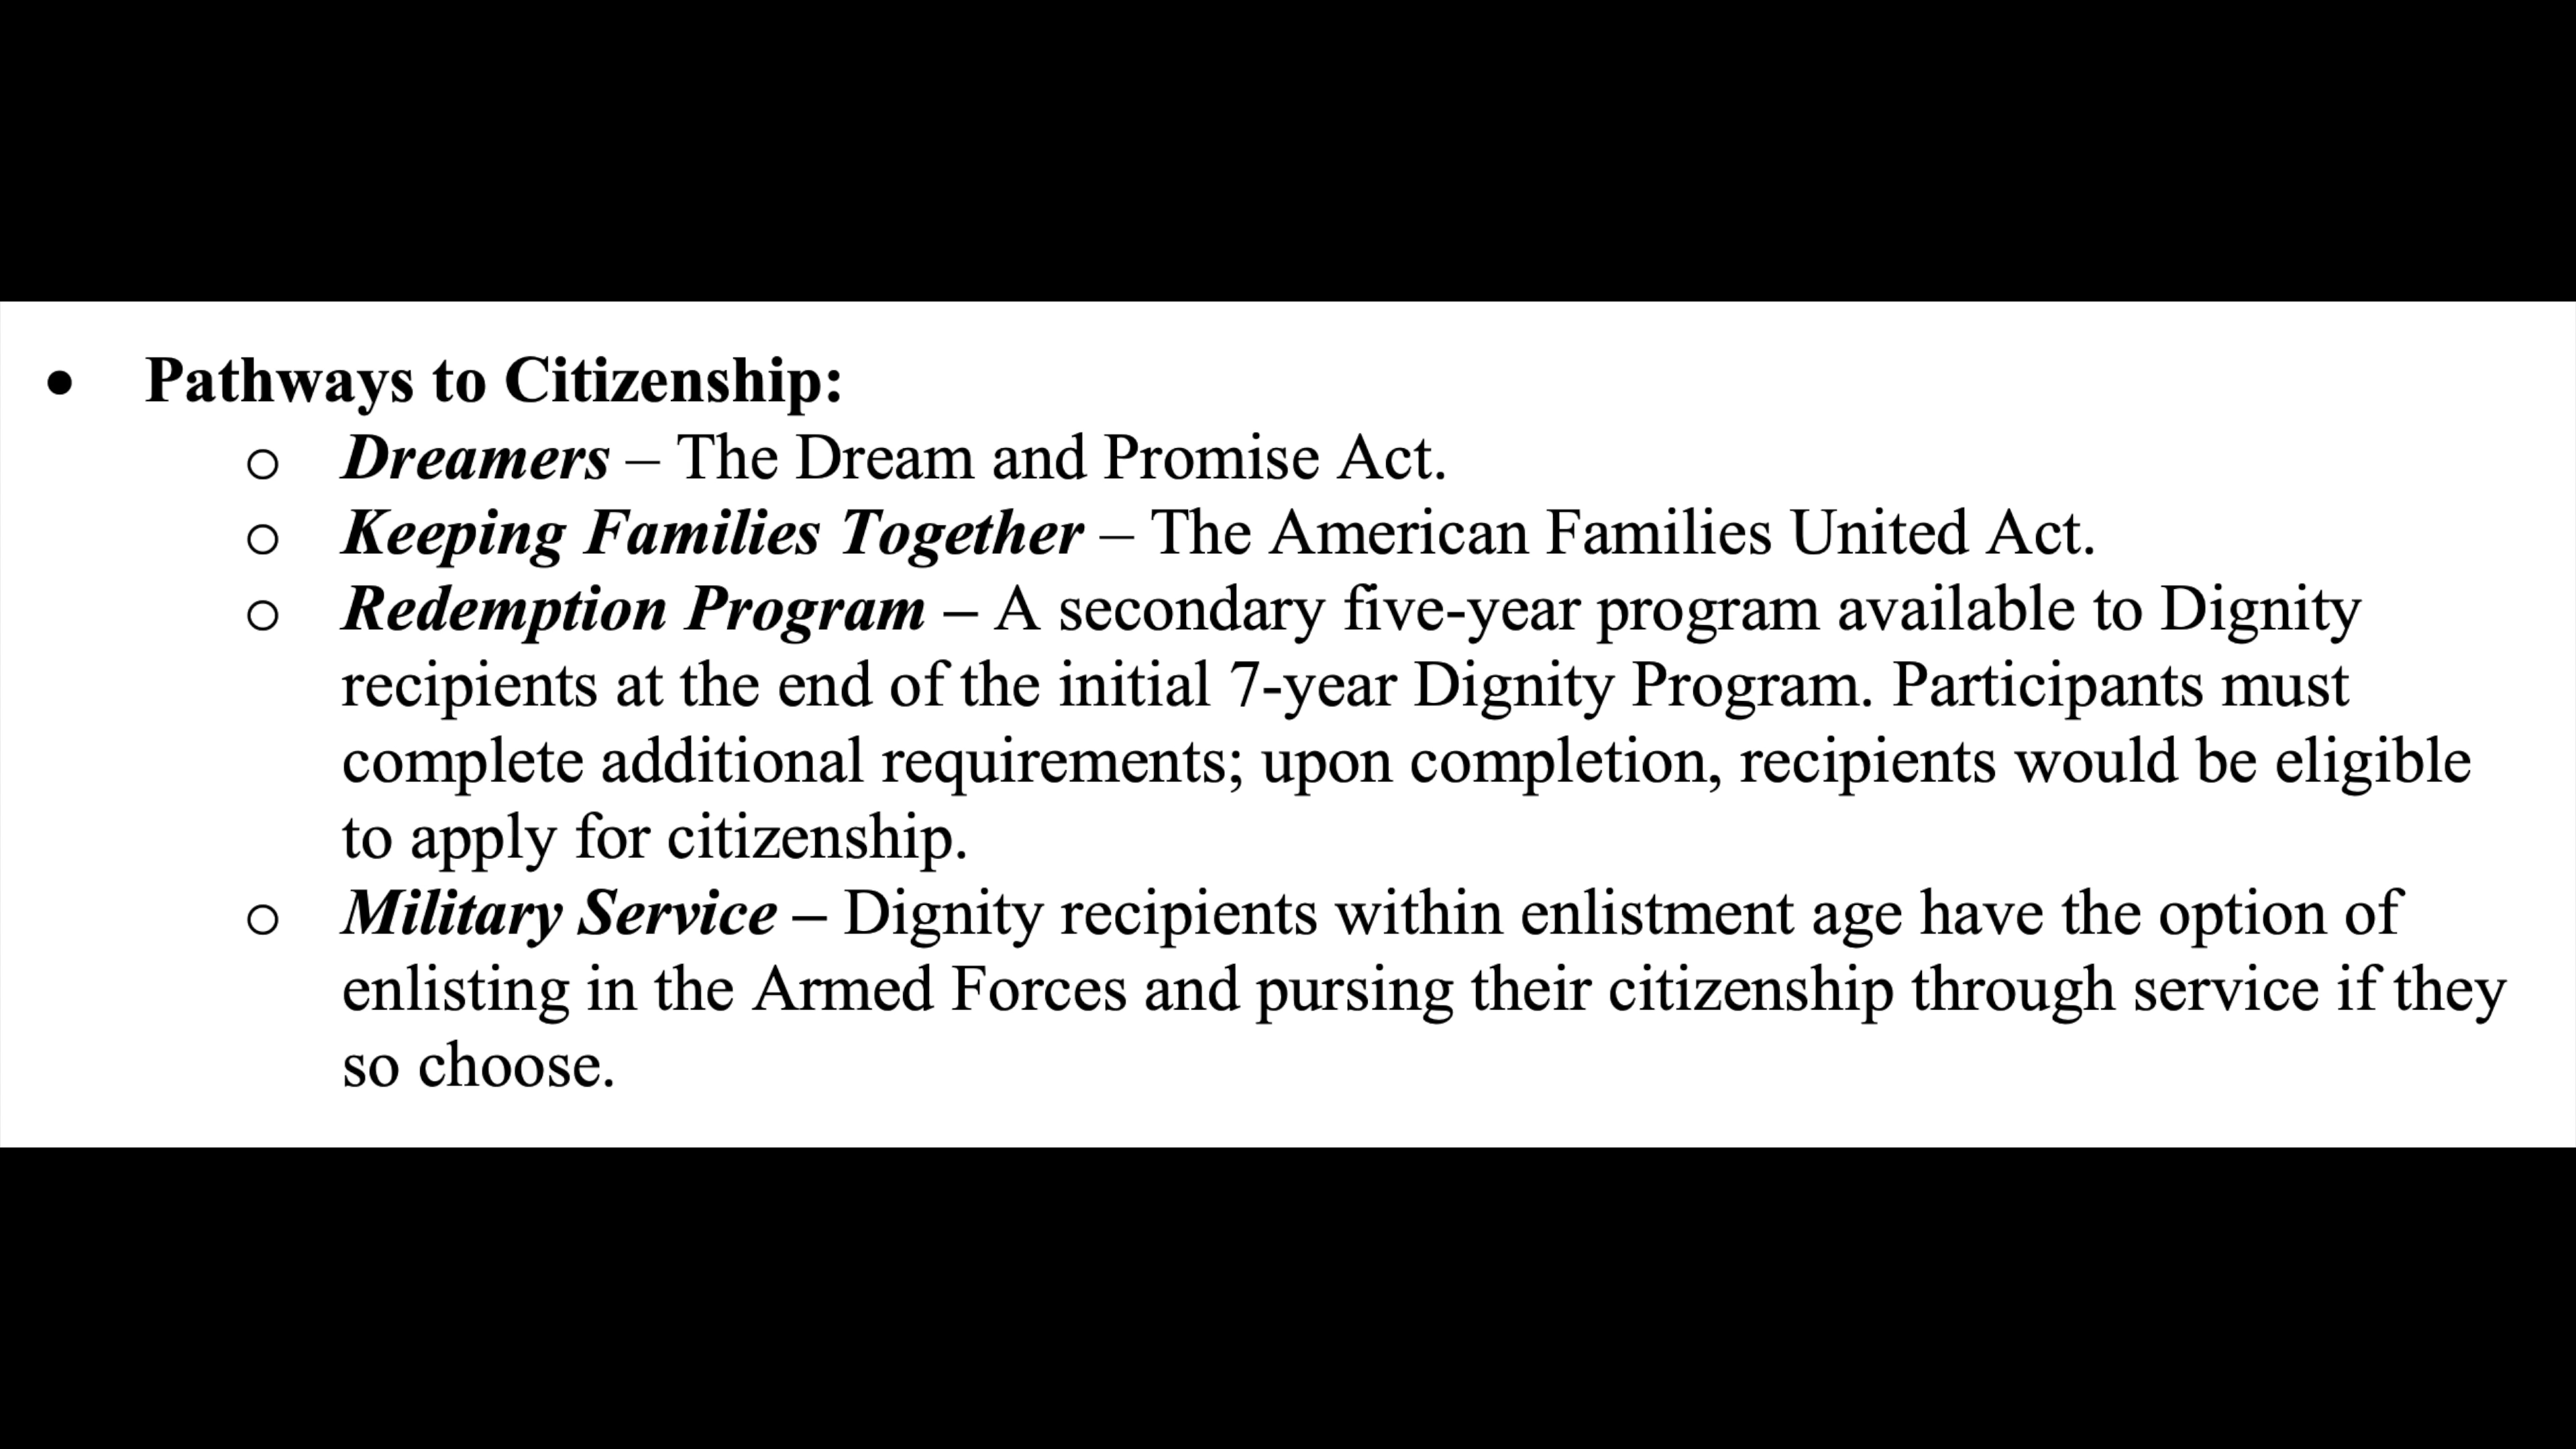 • Pathways to Citizenship:
o Dreamers – The Dream and Promise Act.
o Keeping Families Together – The American Families United Act.
o Redemption Program – A secondary five-year program available to Dignity
recipients at the end of the initial 7-year Dignity Program. Participants must
complete additional requirements; upon completion, recipients would be eligible
to apply for citizenship.
o Military Service – Dignity recipients within enlistment age have the option of
enlisting in the Armed Forces and pursing their citizenship through service if they
so choose.